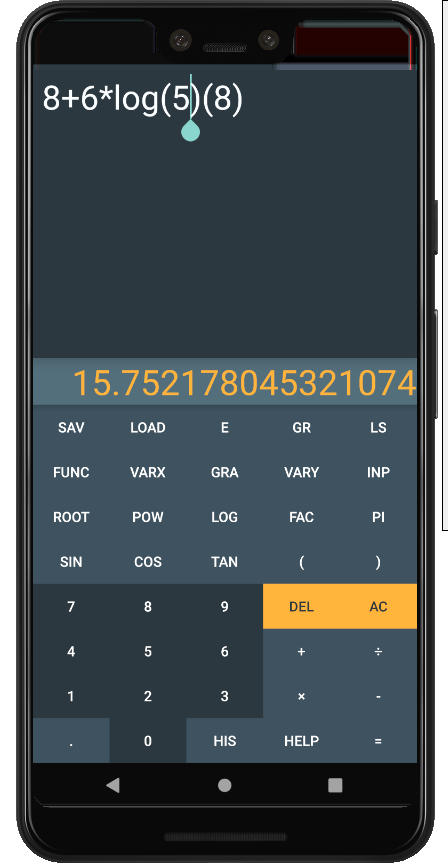 8+6*log(5)(8)
15.752178045321074
SAV LOAD E GR LS
FUNC VARX GRA VARY INP
ROOT POW LOG FAC PI
SIN COS TAN ( )
7 8 9 DEL AC
4 5 6 + ÷
1 2 3 × -
. 0 HIS HELP =